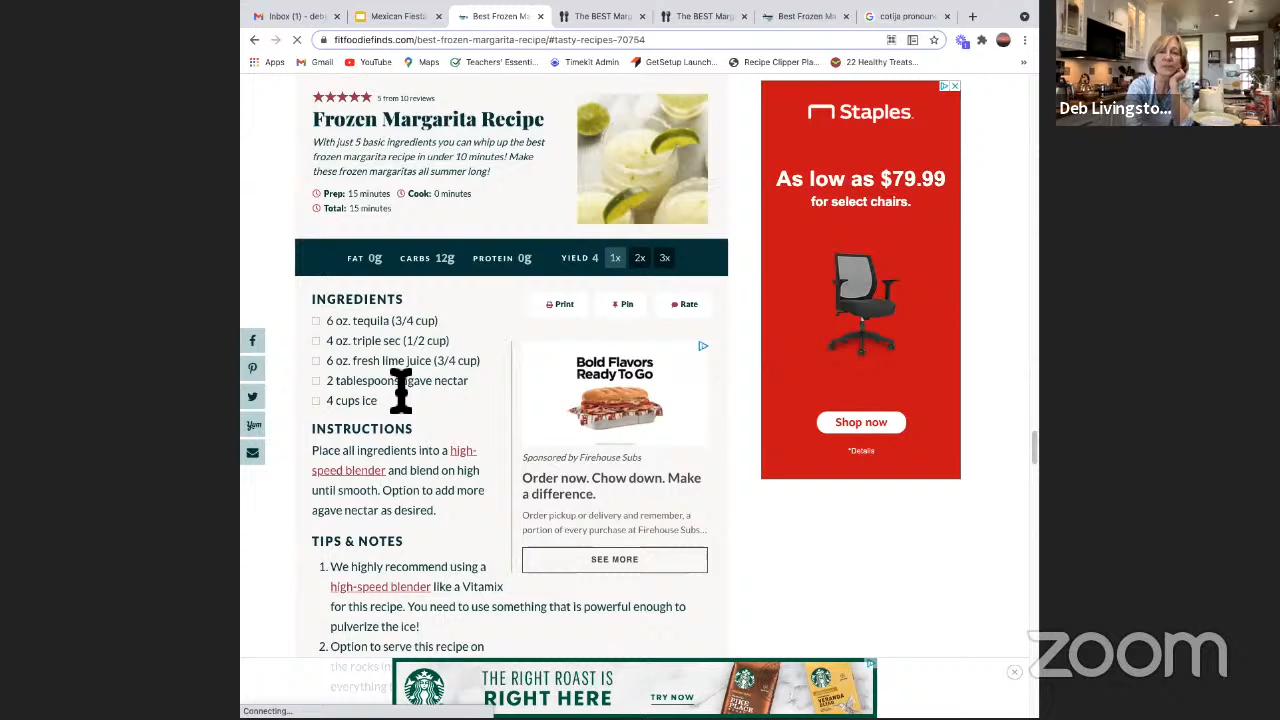 Inbox (1) - deb
Mexican Fiesta
Best Frozen Ma
The BEST Marg
The BEST Marg
Best Frozen Ma
cotija pronoun
fitfoodiefinds.com/best-frozen-margarita-recipe/#tasty-recipes-70754
Apps
Gmail
YouTube
Maps
Teachers' Essenti...
Timekit Admin
GetSetup Launch...
Recipe Clipper Pla...
22 Healthy Treats...
»
Deb Livingsto...
5 from 10 reviews
Frozen Margarita Recipe
With just 5 basic ingredients you can whip up the best
frozen margarita recipe in under 10 minutes! Make
these frozen margaritas all summer long!
Prep: 15 minutes Cook: 0 minutes
Total: 15 minutes
FAT 0g CARBS 12g PROTEIN 0g YIELD 4 1x 2x 3x
INGREDIENTS
Print
Pin
Rate
6 oz. tequila (3/4 cup)
4 oz. triple sec (1/2 cup)
6 oz. fresh lime juice (3/4 cup)
2 tablespoons agave nectar
4 cups ice
INSTRUCTIONS
Place all ingredients into a high-
speed blender and blend on high
until smooth. Option to add more
agave nectar as desired.
TIPS & NOTES
1. We highly recommend using a
high-speed blender like a Vitamix
for this recipe. You need to use something that is powerful enough to
pulverize the ice!
2. Option to serve this recipe on
the rocks in
everything
Bold Flavors
Ready To Go
Sponsored by Firehouse Subs
Order now. Chow down. Make
a difference.
Order pickup or delivery and remember, a
portion of every purchase at Firehouse Subs...
SEE MORE
Staples.
As low as $79.99
for select chairs.
Shop now
*Details
Yum
THE RIGHT ROAST IS
RIGHT HERE
TRY NOW
PIKE PLACE
VERANDA
Connecting...
zoom